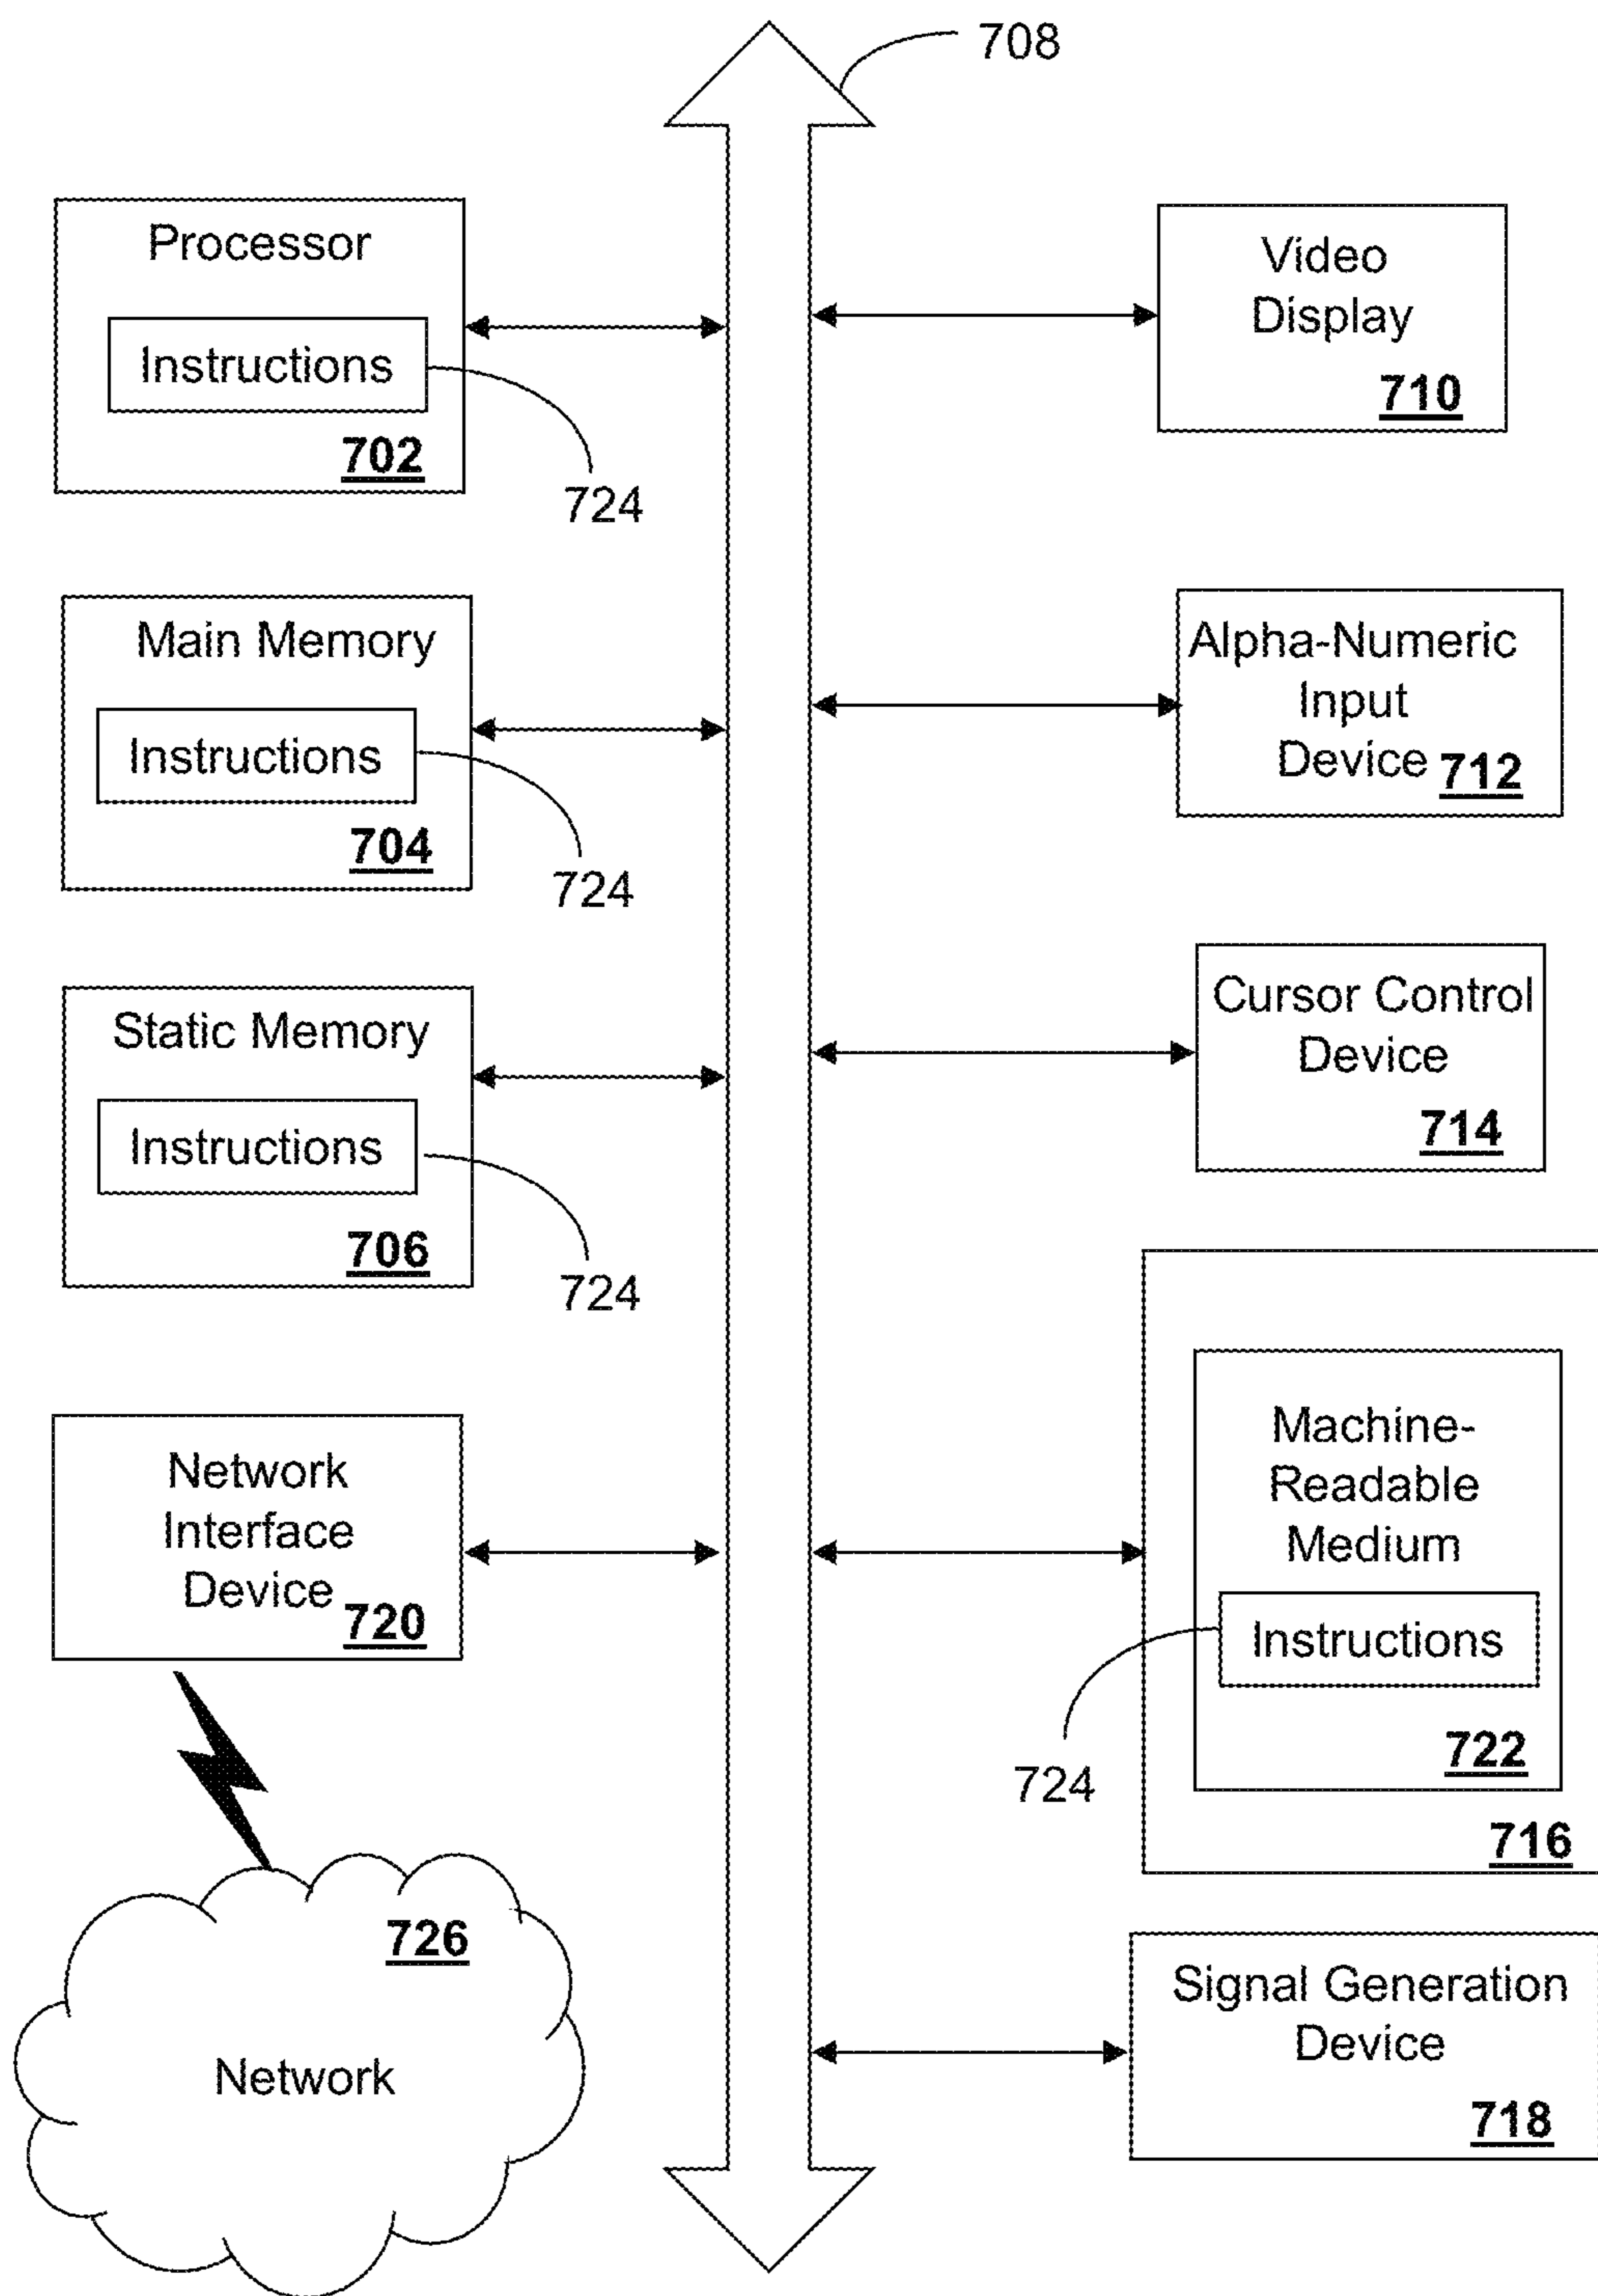 708
Processor
Instructions
702
724
Main Memory
Instructions
704
724
Static Memory
Instructions
706
724
Network
Interface
Device
720
726
Network
Video
Display
710
Alpha-Numeric
Input
Device 712
Cursor Control
Device
714
Machine-
Readable
Medium
Instructions
724
722
716
Signal Generation
Device
718